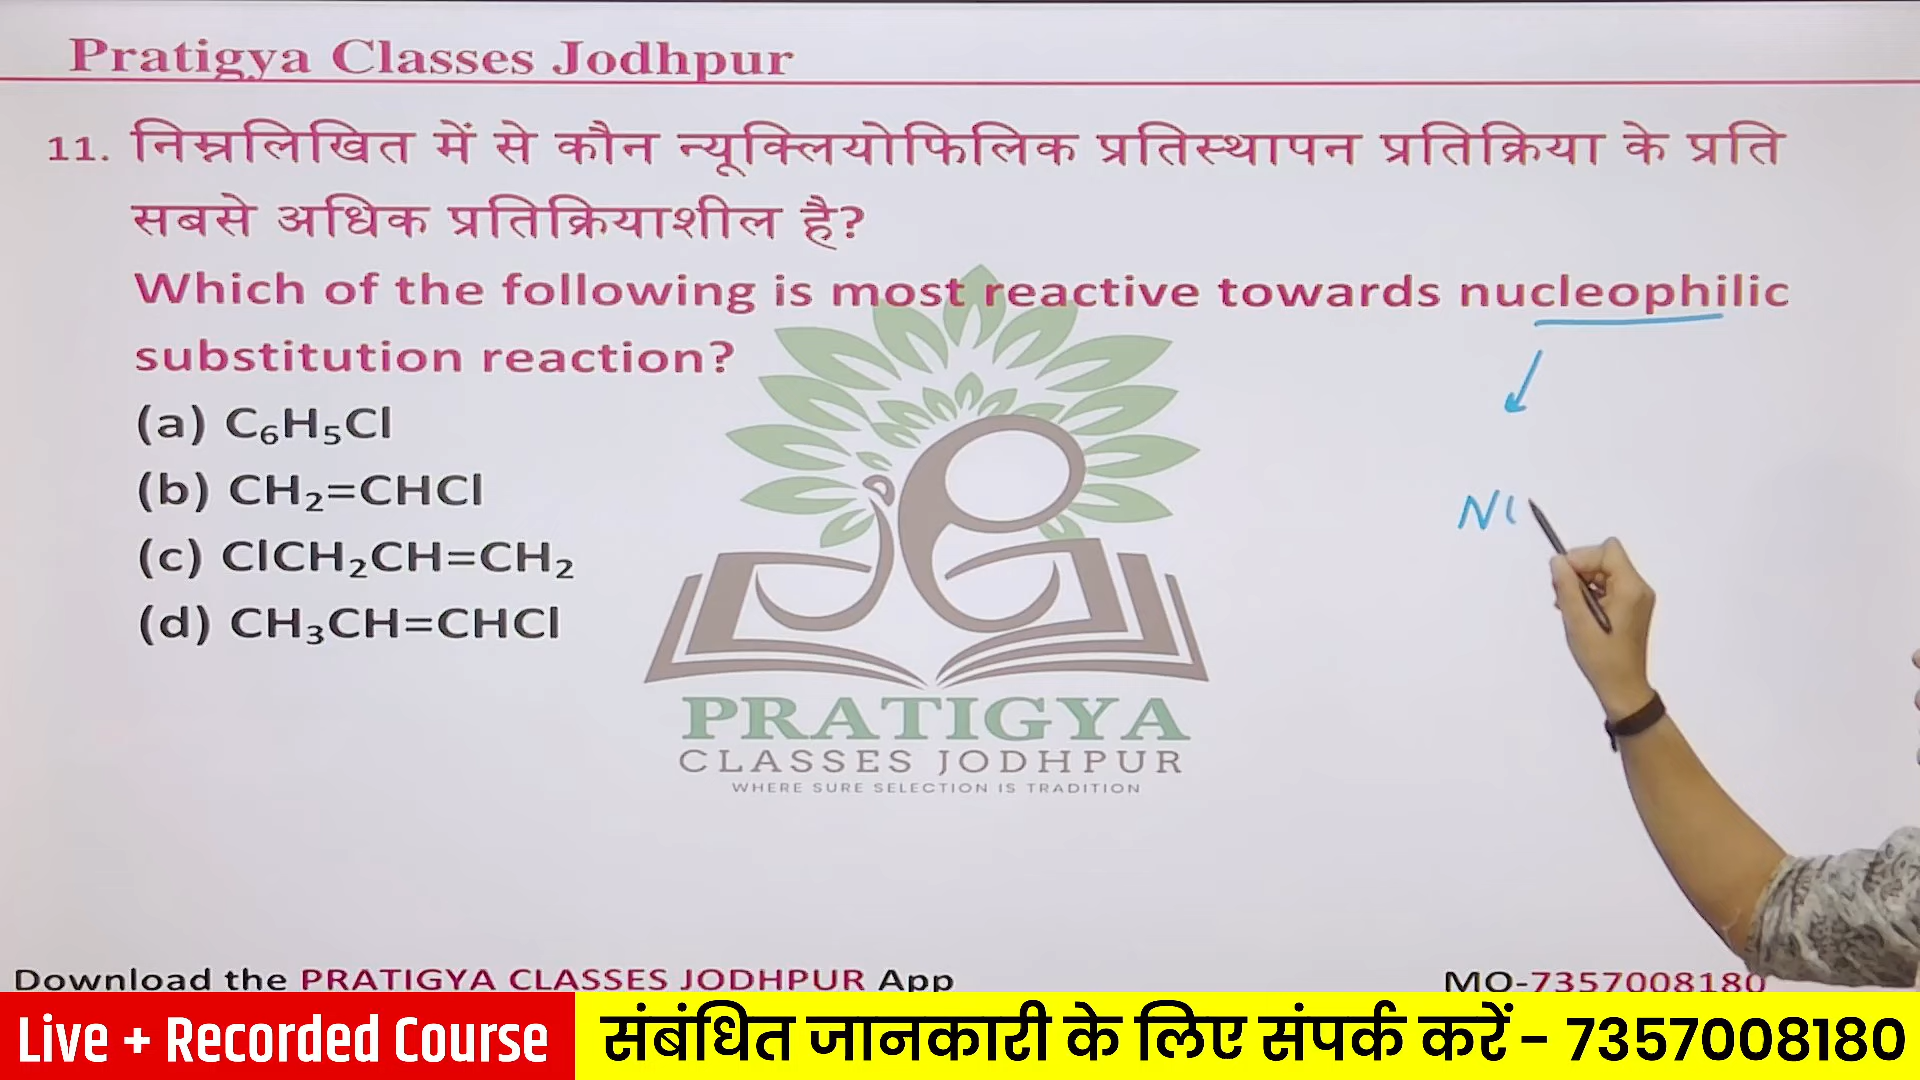 Pratigya Classes Jodhpur
11. निम्नलिखित में से कौन न्यूक्लियोफिलिक प्रतिस्थापन प्रतिक्रिया के प्रति
सबसे अधिक प्रतिक्रियाशील है?
Which of the following is most reactive towards nucleophilic
substitution reaction?
(a) C₆H₅Cl
(b) CH₂=CHCl
(c) ClCH₂CH=CH₂
(d) CH₃CH=CHCl
PRATIGYA
CLASSES JODHPUR
WHERE SURE SELECTION IS TRADITION
Download the PRATIGYA CLASSES JODHPUR App
MO-7357008180
Live + Recorded Course
संबंधित जानकारी के लिए संपर्क करें – 7357008180